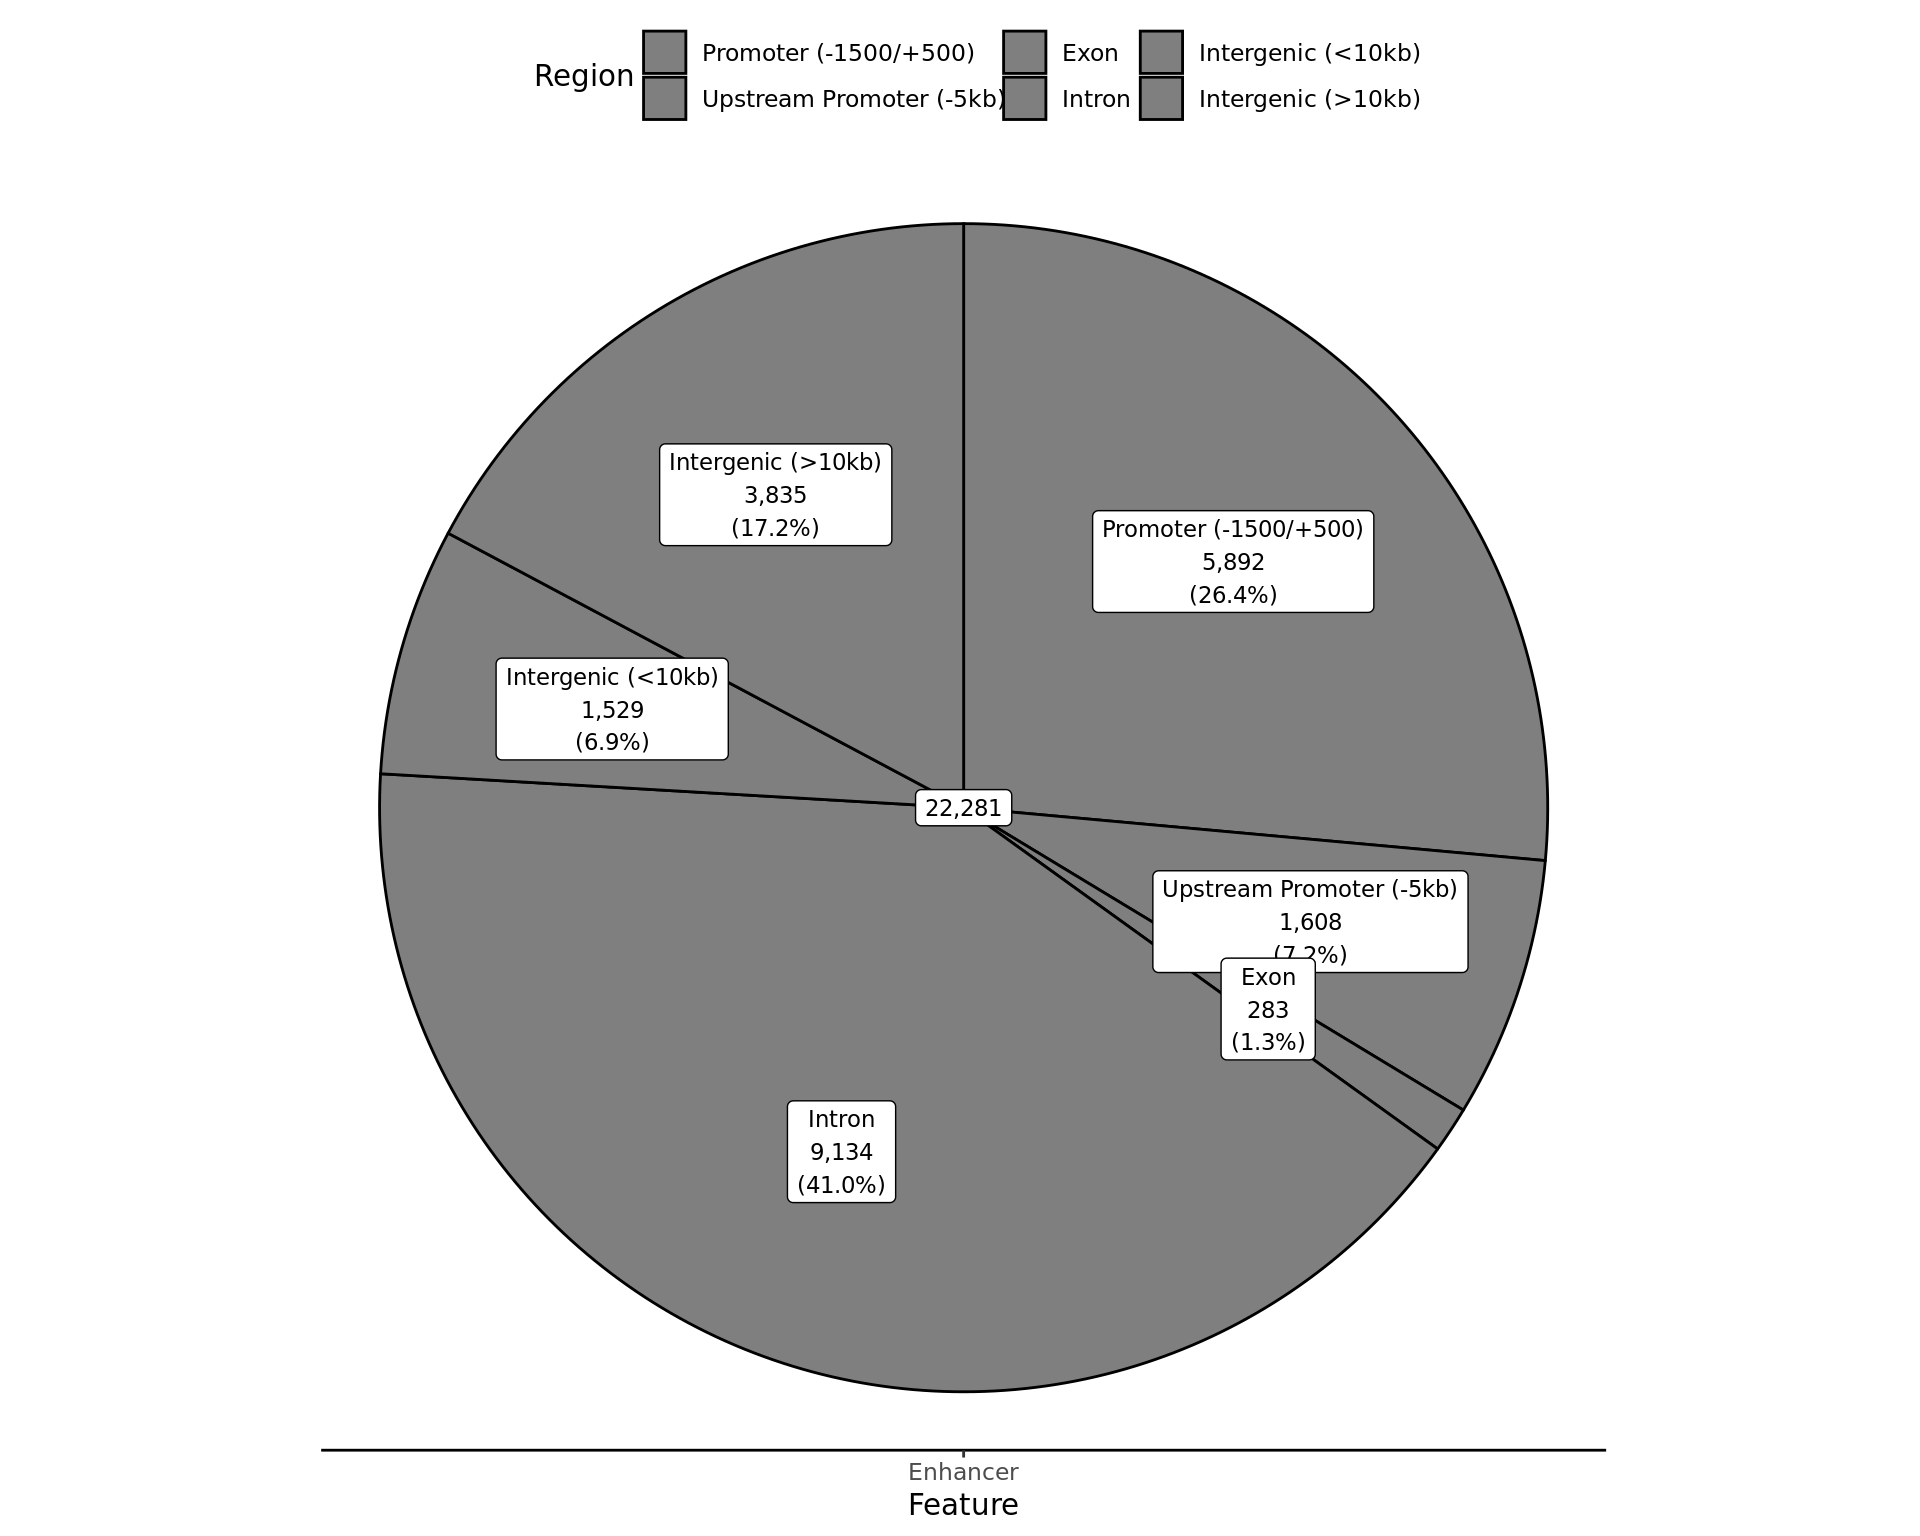 Region
Promoter (-1500/+500)
Upstream Promoter (-5kb)
Exon
Intron
Intergenic (<10kb)
Intergenic (>10kb)
Intergenic (>10kb)
3,835
(17.2%)
Promoter (-1500/+500)
5,892
(26.4%)
Intergenic (<10kb)
1,529
(6.9%)
22,281
Upstream Promoter (-5kb)
1,608
(7.2%)
Exon
283
(1.3%)
Intron
9,134
(41.0%)
Enhancer
Feature